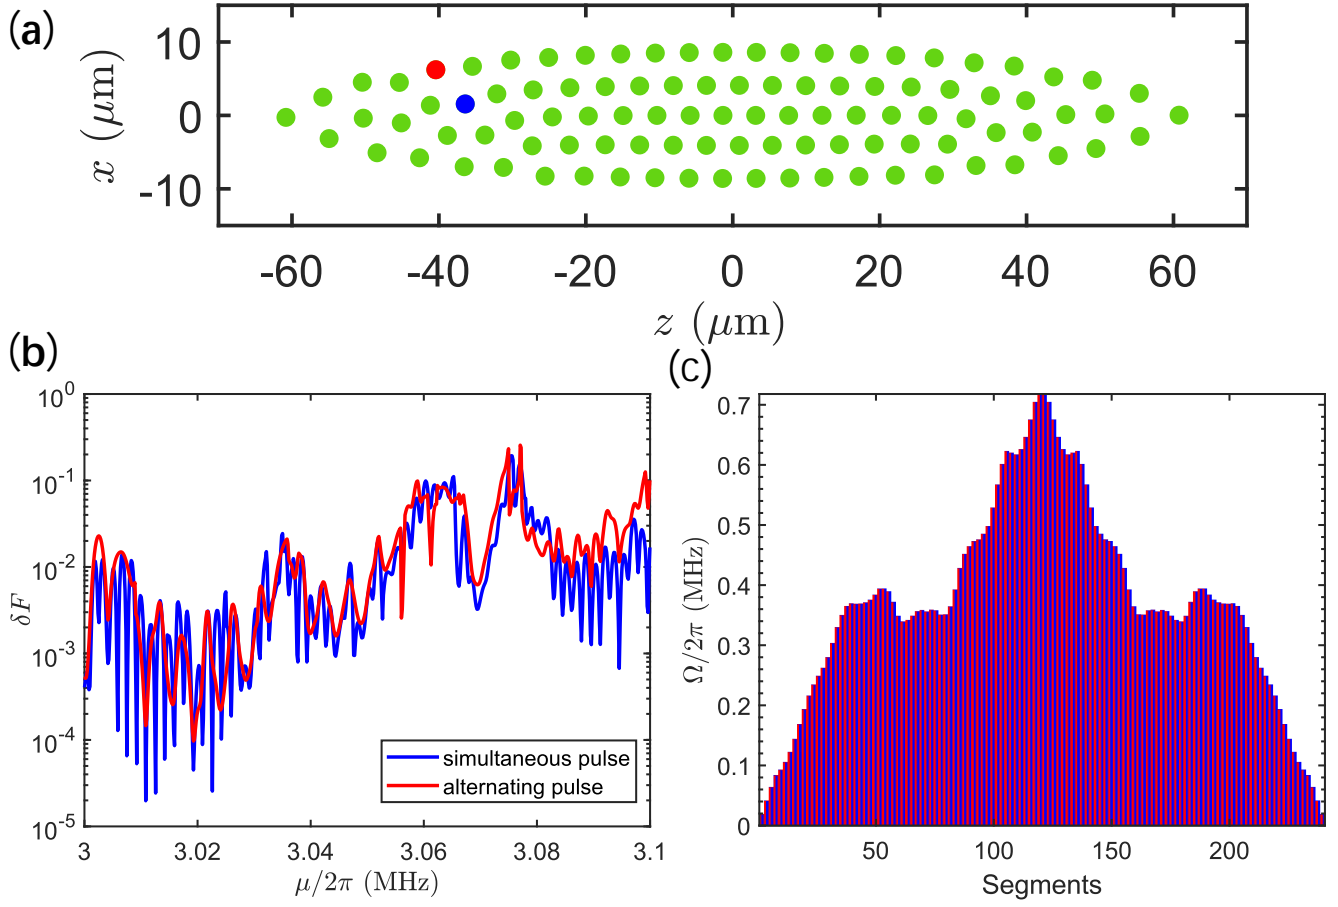 (a)
x (μm)
10
0
-10
-60 -40 -20 0 20 40 60
z (μm)
(b)
δF
10^0
10^-1
10^-2
10^-3
10^-4
10^-5
simultaneous pulse
alternating pulse
3 3.02 3.04 3.06 3.08 3.1
μ/2π (MHz)
(c)
Ω/2π (MHz)
0.7
0.6
0.5
0.4
0.3
0.2
0.1
0
50 100 150 200
Segments